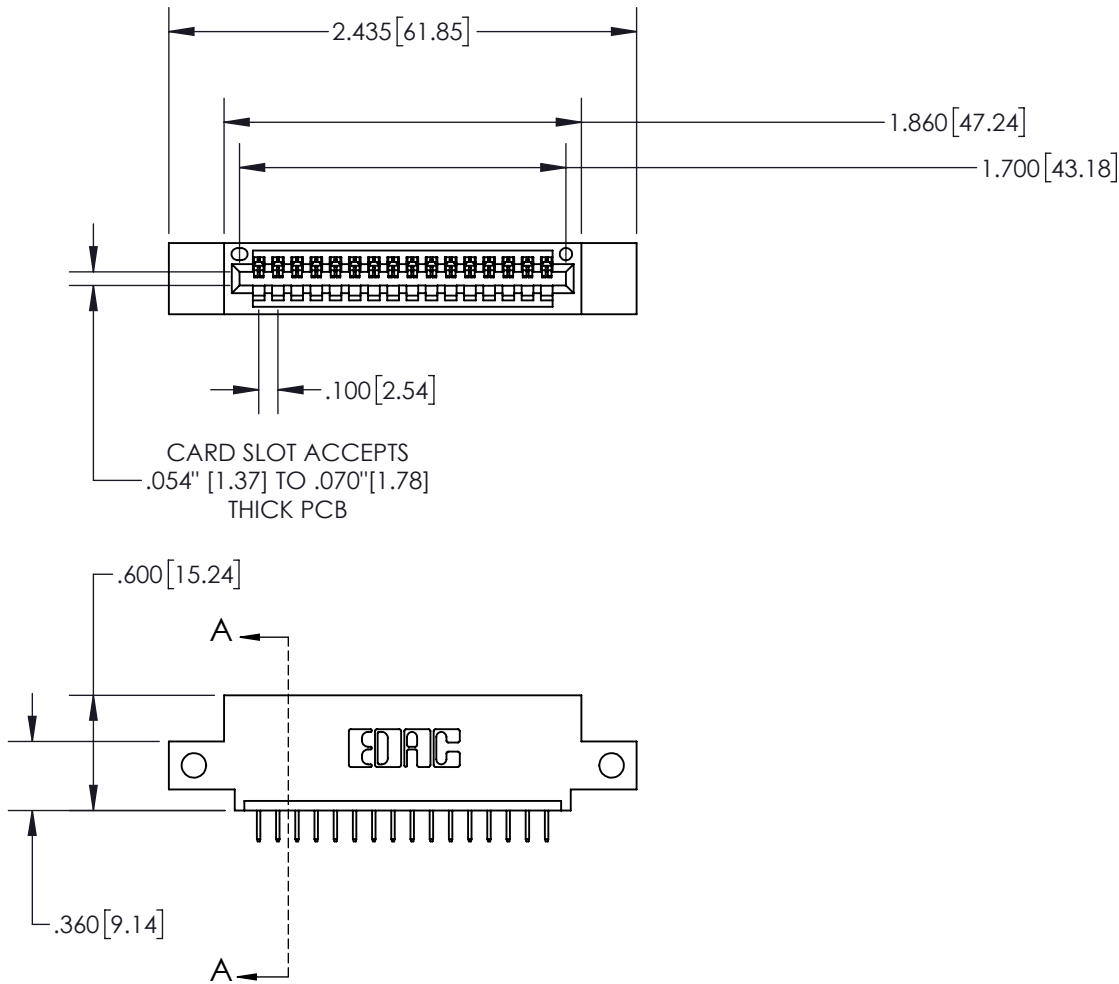 2.435[61.85]
1.860[47.24]
1.700[43.18]
.100[2.54]
CARD SLOT ACCEPTS
.054" [1.37] TO .070"[1.78]
THICK PCB
.600[15.24]
A
EDAC
.360[9.14]
A